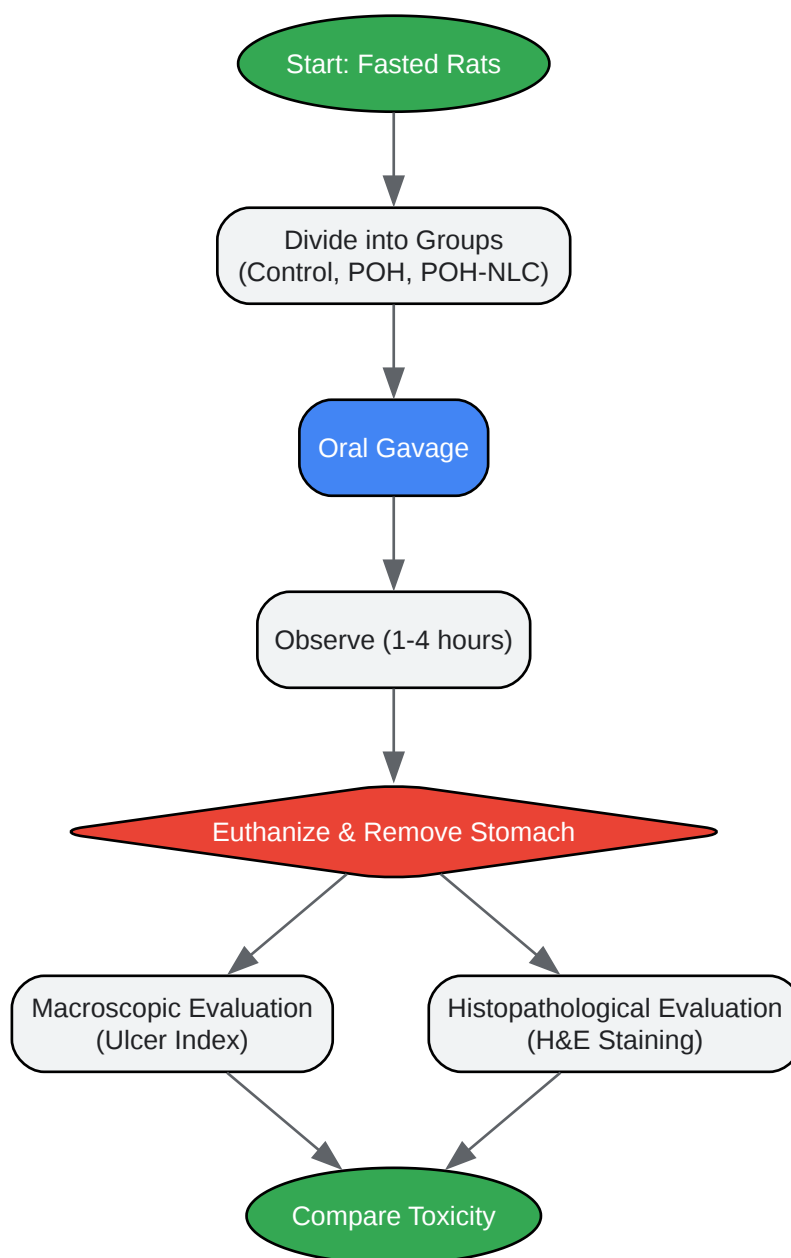 Start: Fasted Rats
Divide into Groups
(Control, POH, POH-NLC)
Oral Gavage
Observe (1-4 hours)
Euthanize & Remove Stomach
Macroscopic Evaluation
(Ulcer Index)
Histopathological Evaluation
(H&E Staining)
Compare Toxicity